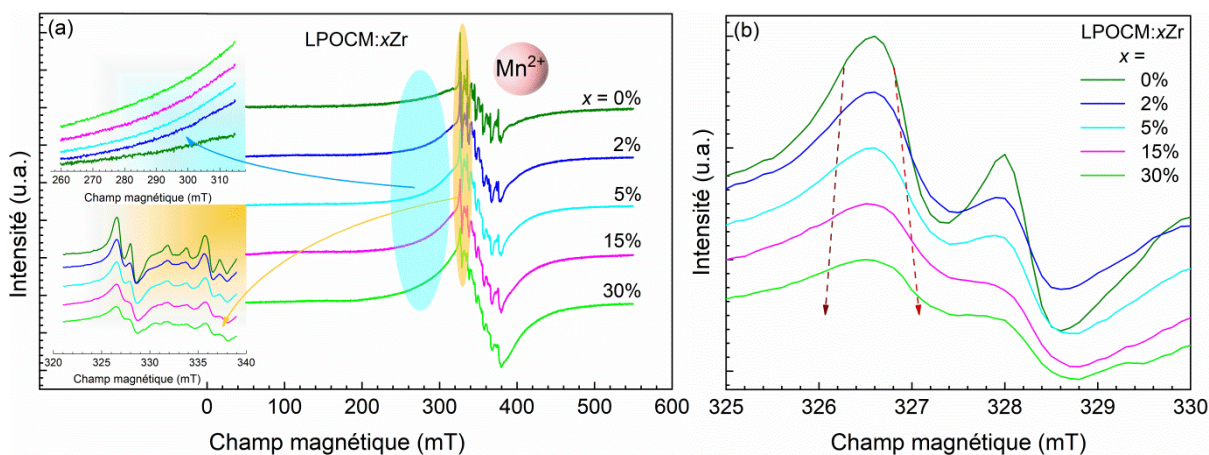 (a)
LPOCM:xZr
Mn2+
x = 0%
2%
5%
15%
30%
260 270 280 290 300 310
Champ magnétique (mT)
320 325 330 335 340
Champ magnétique (mT)
Intensité (u.a.)
0 100 200 300 400 500 600
Champ magnétique (mT)
(b)
LPOCM:xZr
x =
0%
2%
5%
15%
30%
Intensité (u.a.)
325 326 327 328 329 330
Champ magnétique (mT)